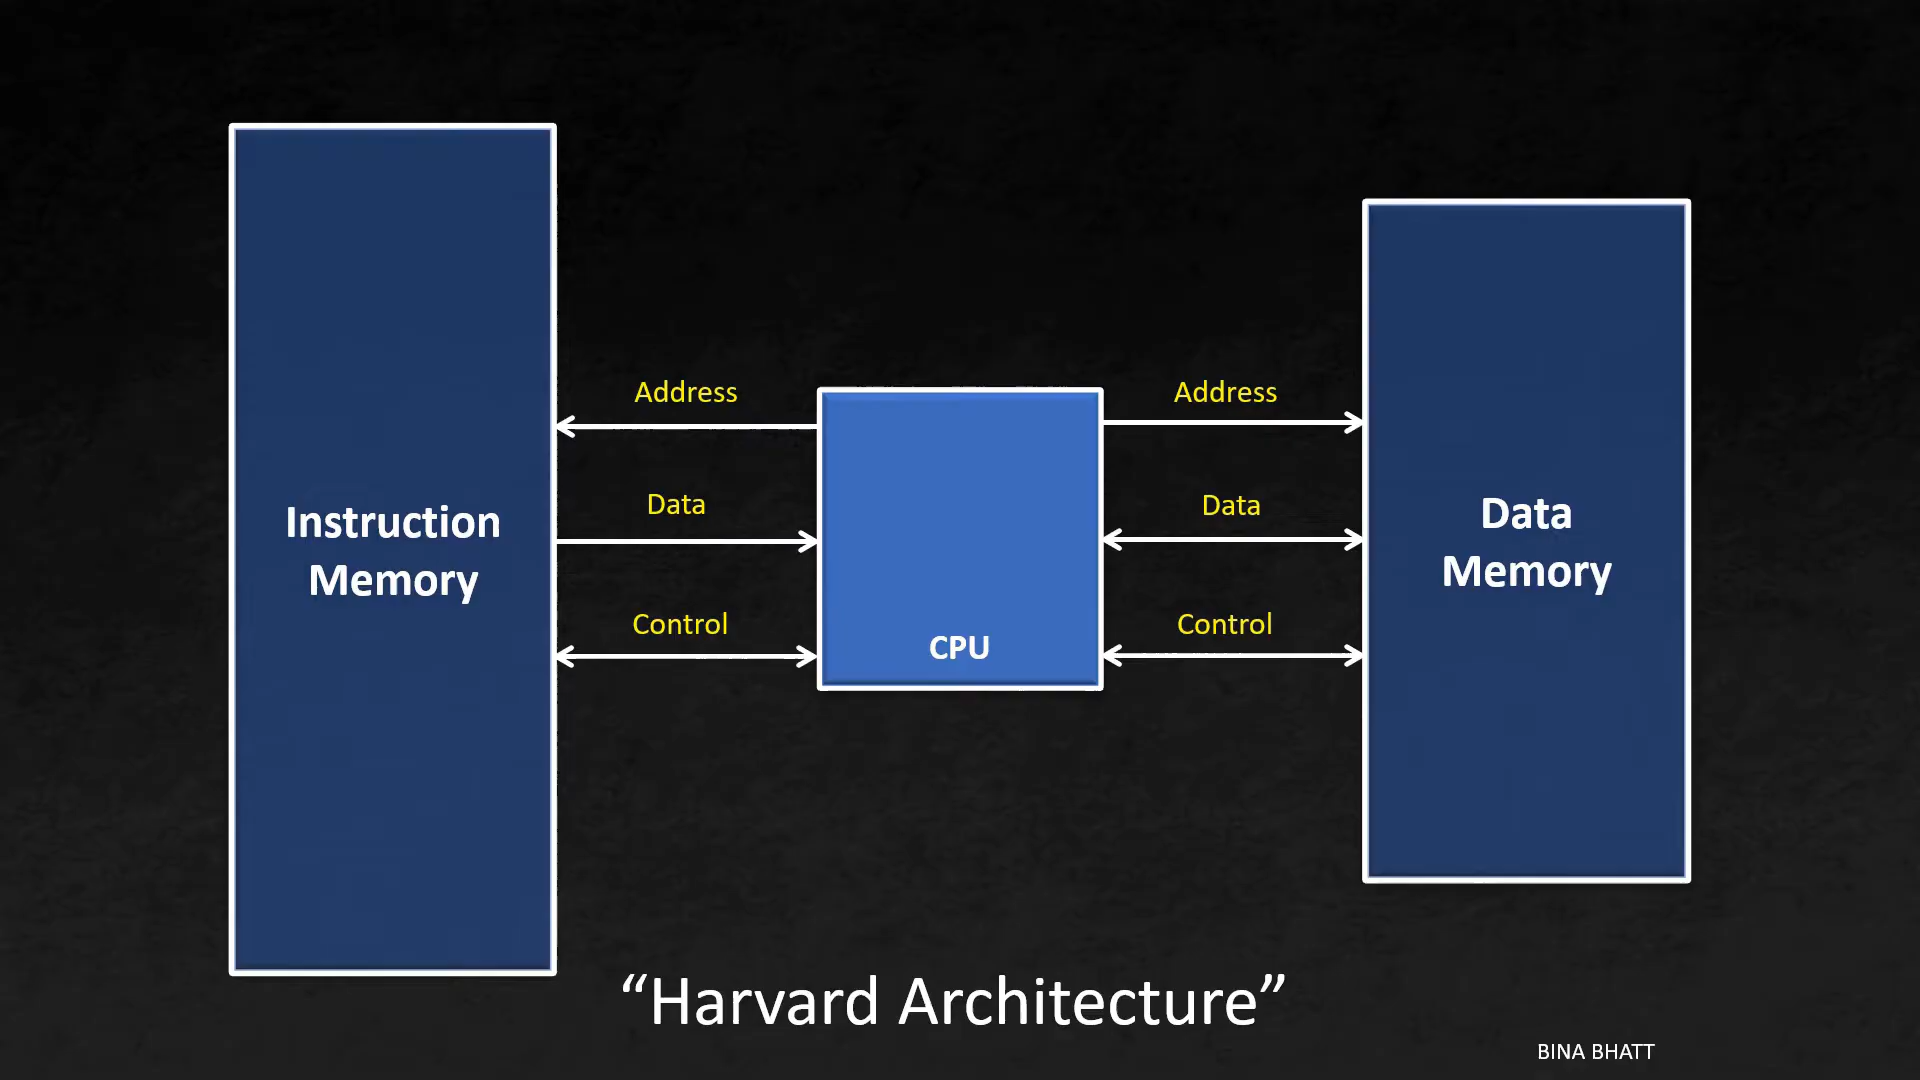 Address
Address
Data
Data
Instruction
Memory
Data
Memory
Control
Control
CPU
“Harvard Architecture”
BINA BHATT